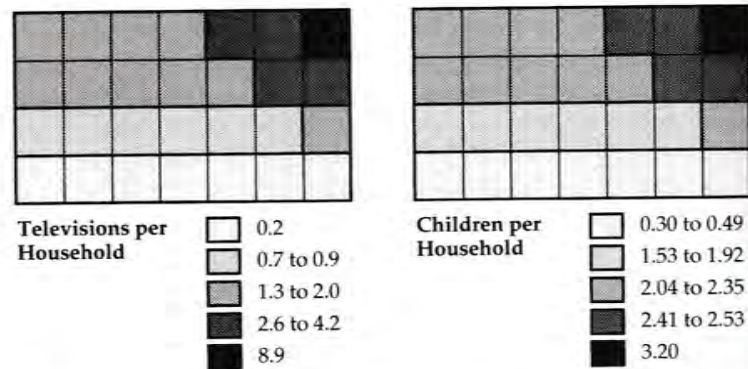 Televisions per
Household
0.2
0.7 to 0.9
1.3 to 2.0
2.6 to 4.2
8.9
Children per
Household
0.30 to 0.49
1.53 to 1.92
2.04 to 2.35
2.41 to 2.53
3.20